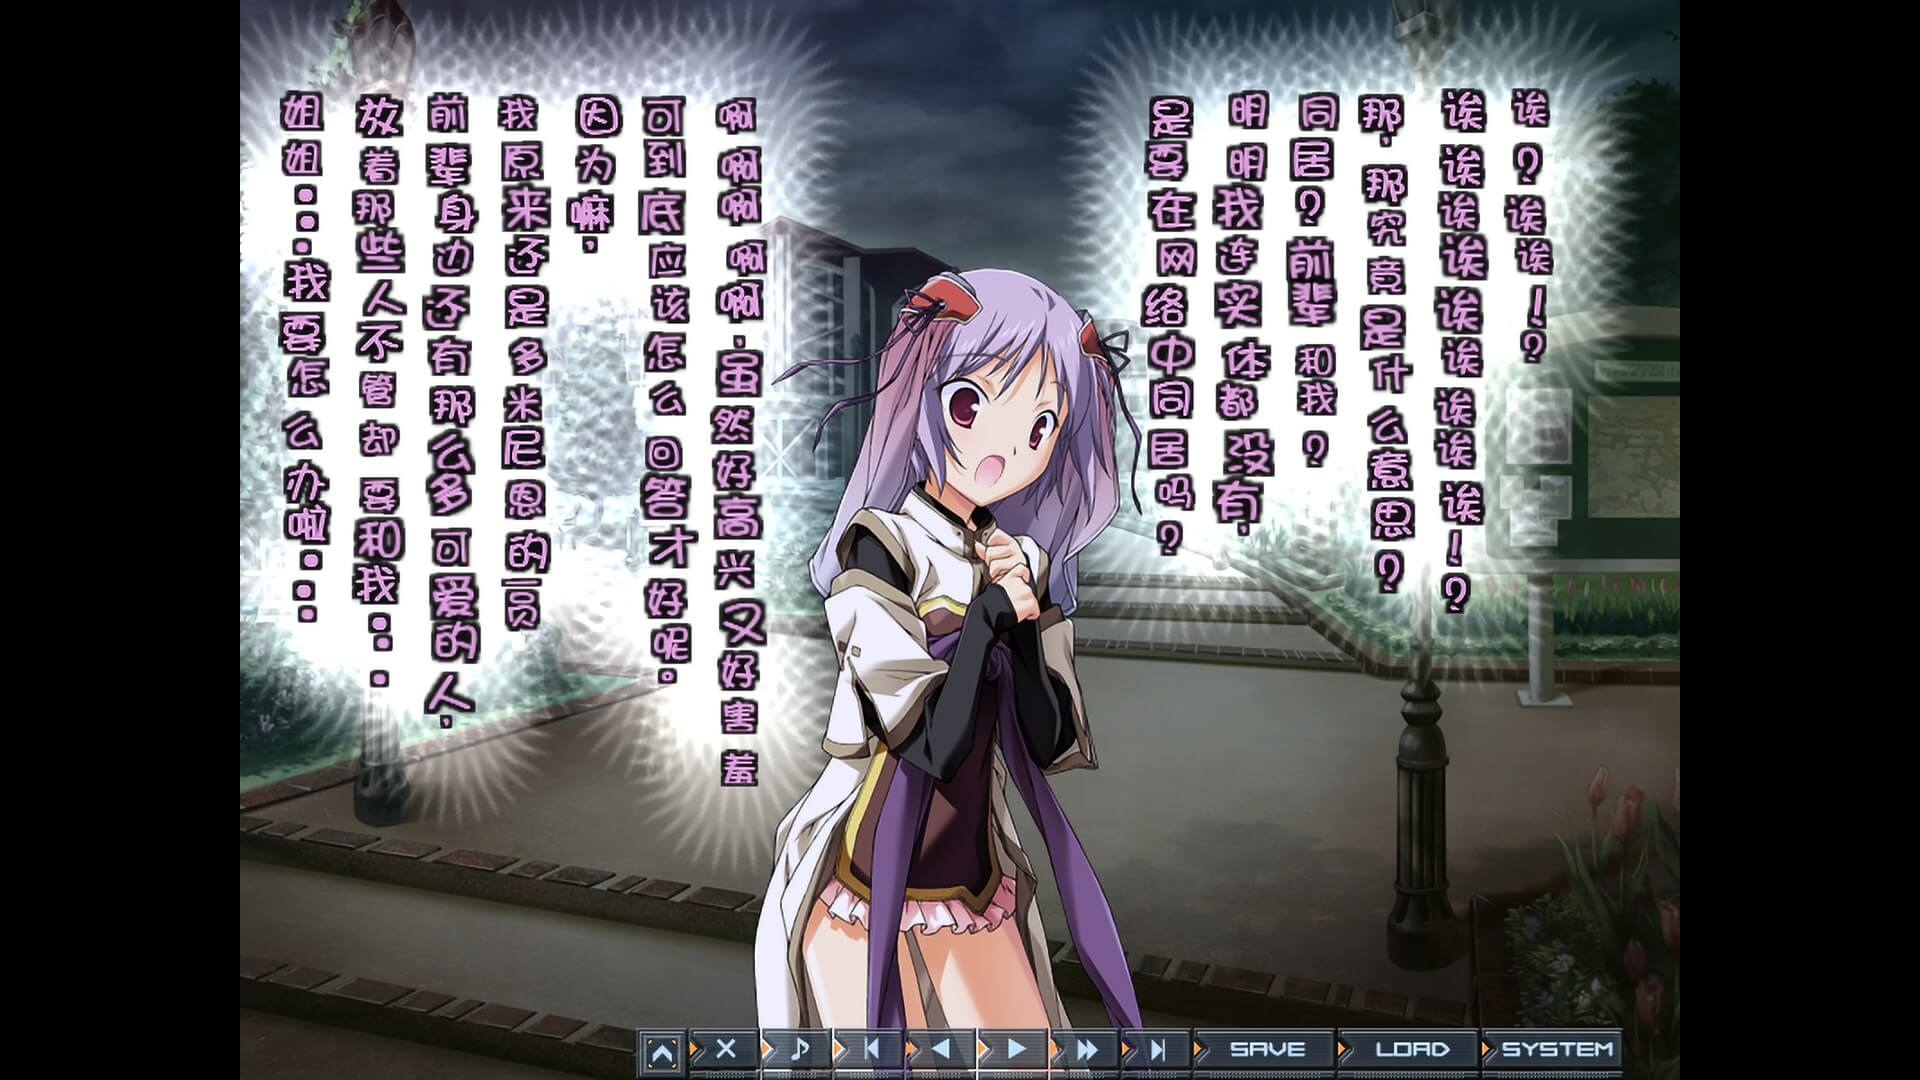 诶？诶诶！？
诶诶诶诶诶诶诶诶诶！？
那，那究竟是什么意思？
同居？前辈和我？
明明我连实体都没有，
是要在网络中同居吗？
啊啊啊啊啊，虽然好高兴又好害羞
可到底应该怎么回答才好呢。
因为嘛，
我原来还是多米尼恩的一员
前辈身边还有那么多可爱的人，
放着那些人不管却要和我：：．
姐姐：：．我要怎么办啦：：．
SAVE
LOAD
SYSTEM